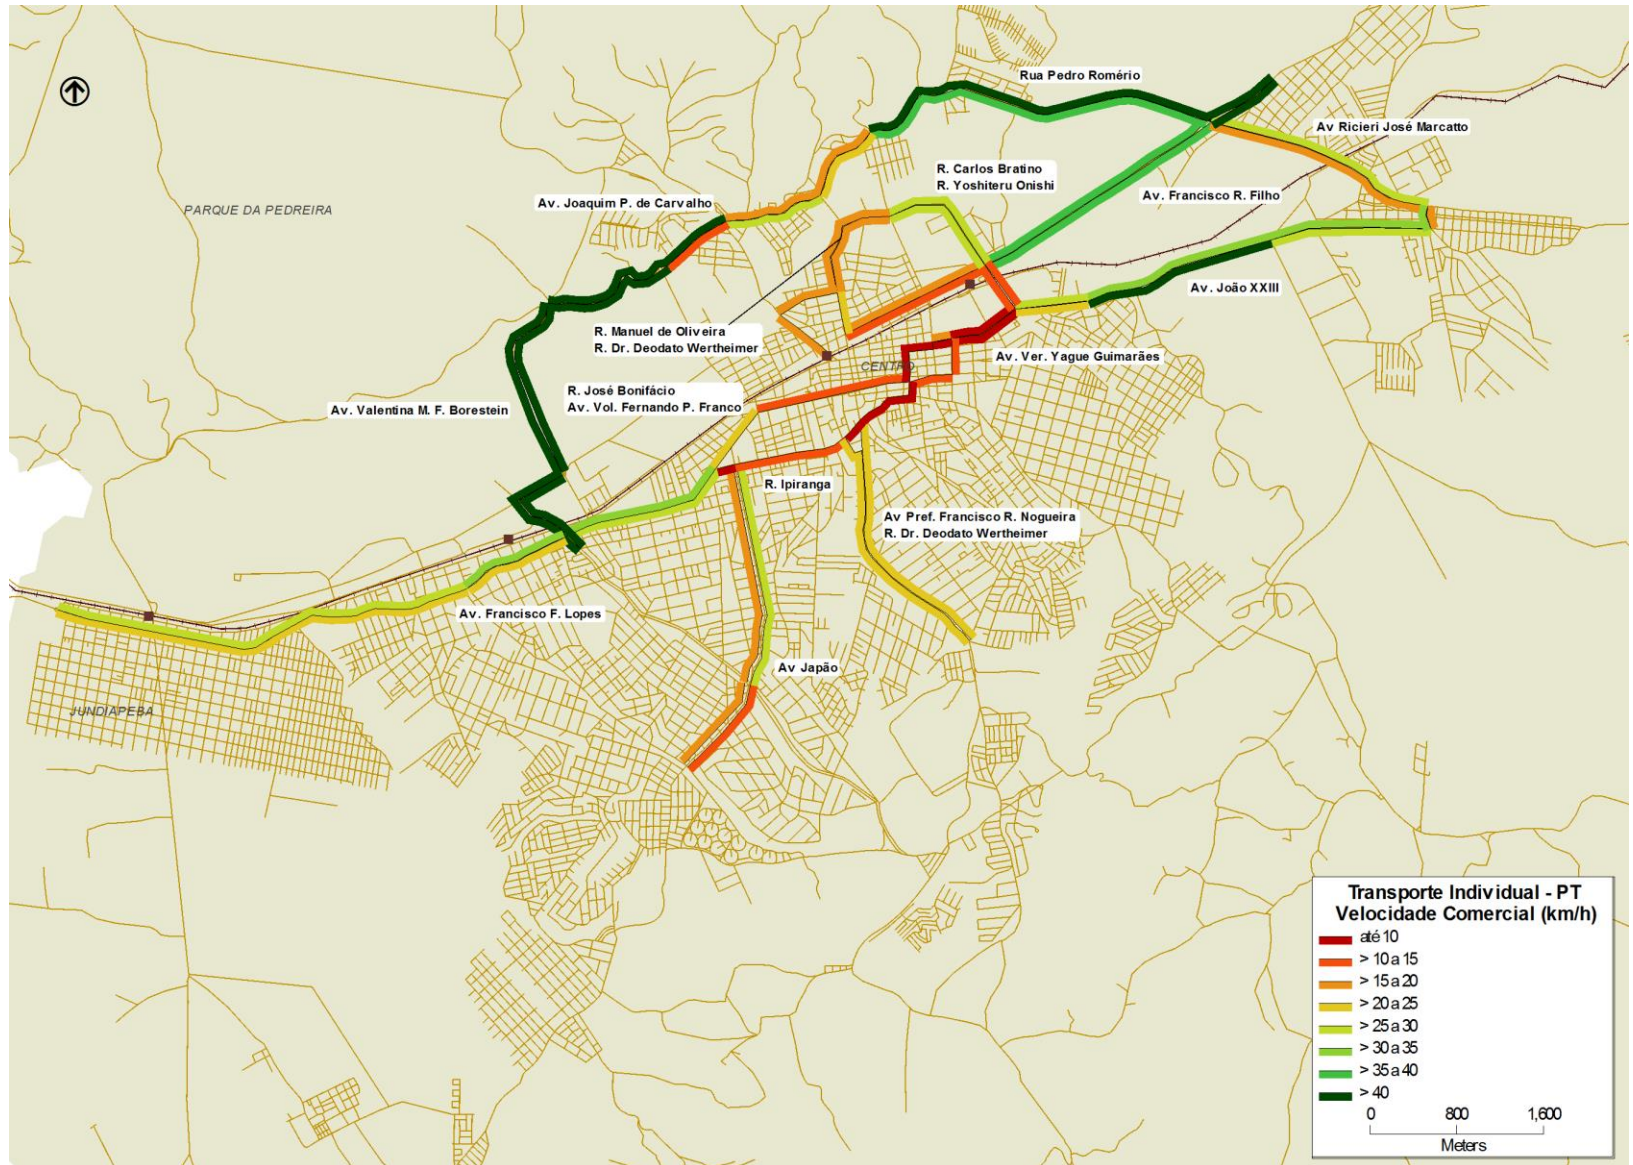 Rua Pedro Romério
Av Ricieri José Marcatto
R. Carlos Bratino
R. Yoshiteru Onishi
Av. Francisco R. Filho
Av. Joaquim P. de Carvalho
PARQUE DA PEDREIRA
Av. João XXIII
R. Manuel de Oliveira
R. Dr. Deodato Wertheimer
Av. Ver. Yague Guimarães
CENTRO
R. José Bonifácio
Av. Vol. Fernando P. Franco
Av. Valentina M. F. Borestein
R. Ipiranga
Av Pref. Francisco R. Nogueira
R. Dr. Deodato Wertheimer
Av. Francisco F. Lopes
Av Japão
JUNDIAPEBA
Transporte Individual - PT
Velocidade Comercial (km/h)
até 10
> 10 a 15
> 15 a 20
> 20 a 25
> 25 a 30
> 30 a 35
> 35 a 40
> 40
0 800 1,600
Meters